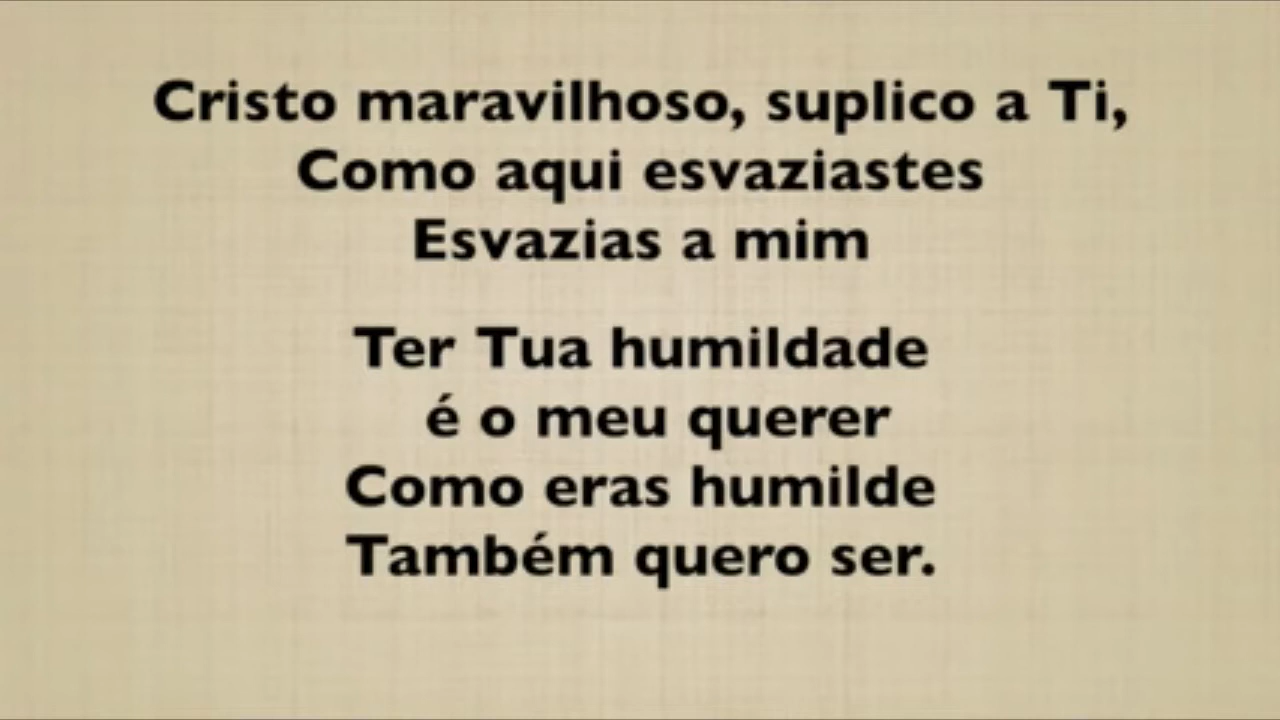 Cristo maravilhoso, suplico a Ti,
Como aqui esvaziastes
Esvazias a mim
Ter Tua humildade
é o meu querer
Como eras humilde
Também quero ser.